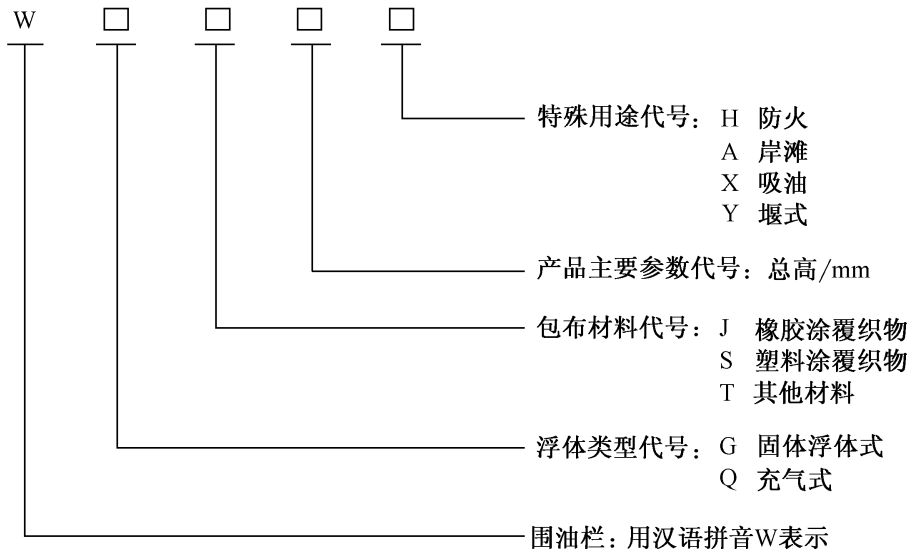 W □ □ □ □
特殊用途代号： H 防火
A 岸滩
X 吸油
Y 堰式
产品主要参数代号：总高/mm
包布材料代号： J 橡胶涂覆织物
S 塑料涂覆织物
T 其他材料
浮体类型代号： G 固体浮体式
Q 充气式
围油栏：用汉语拼音W表示